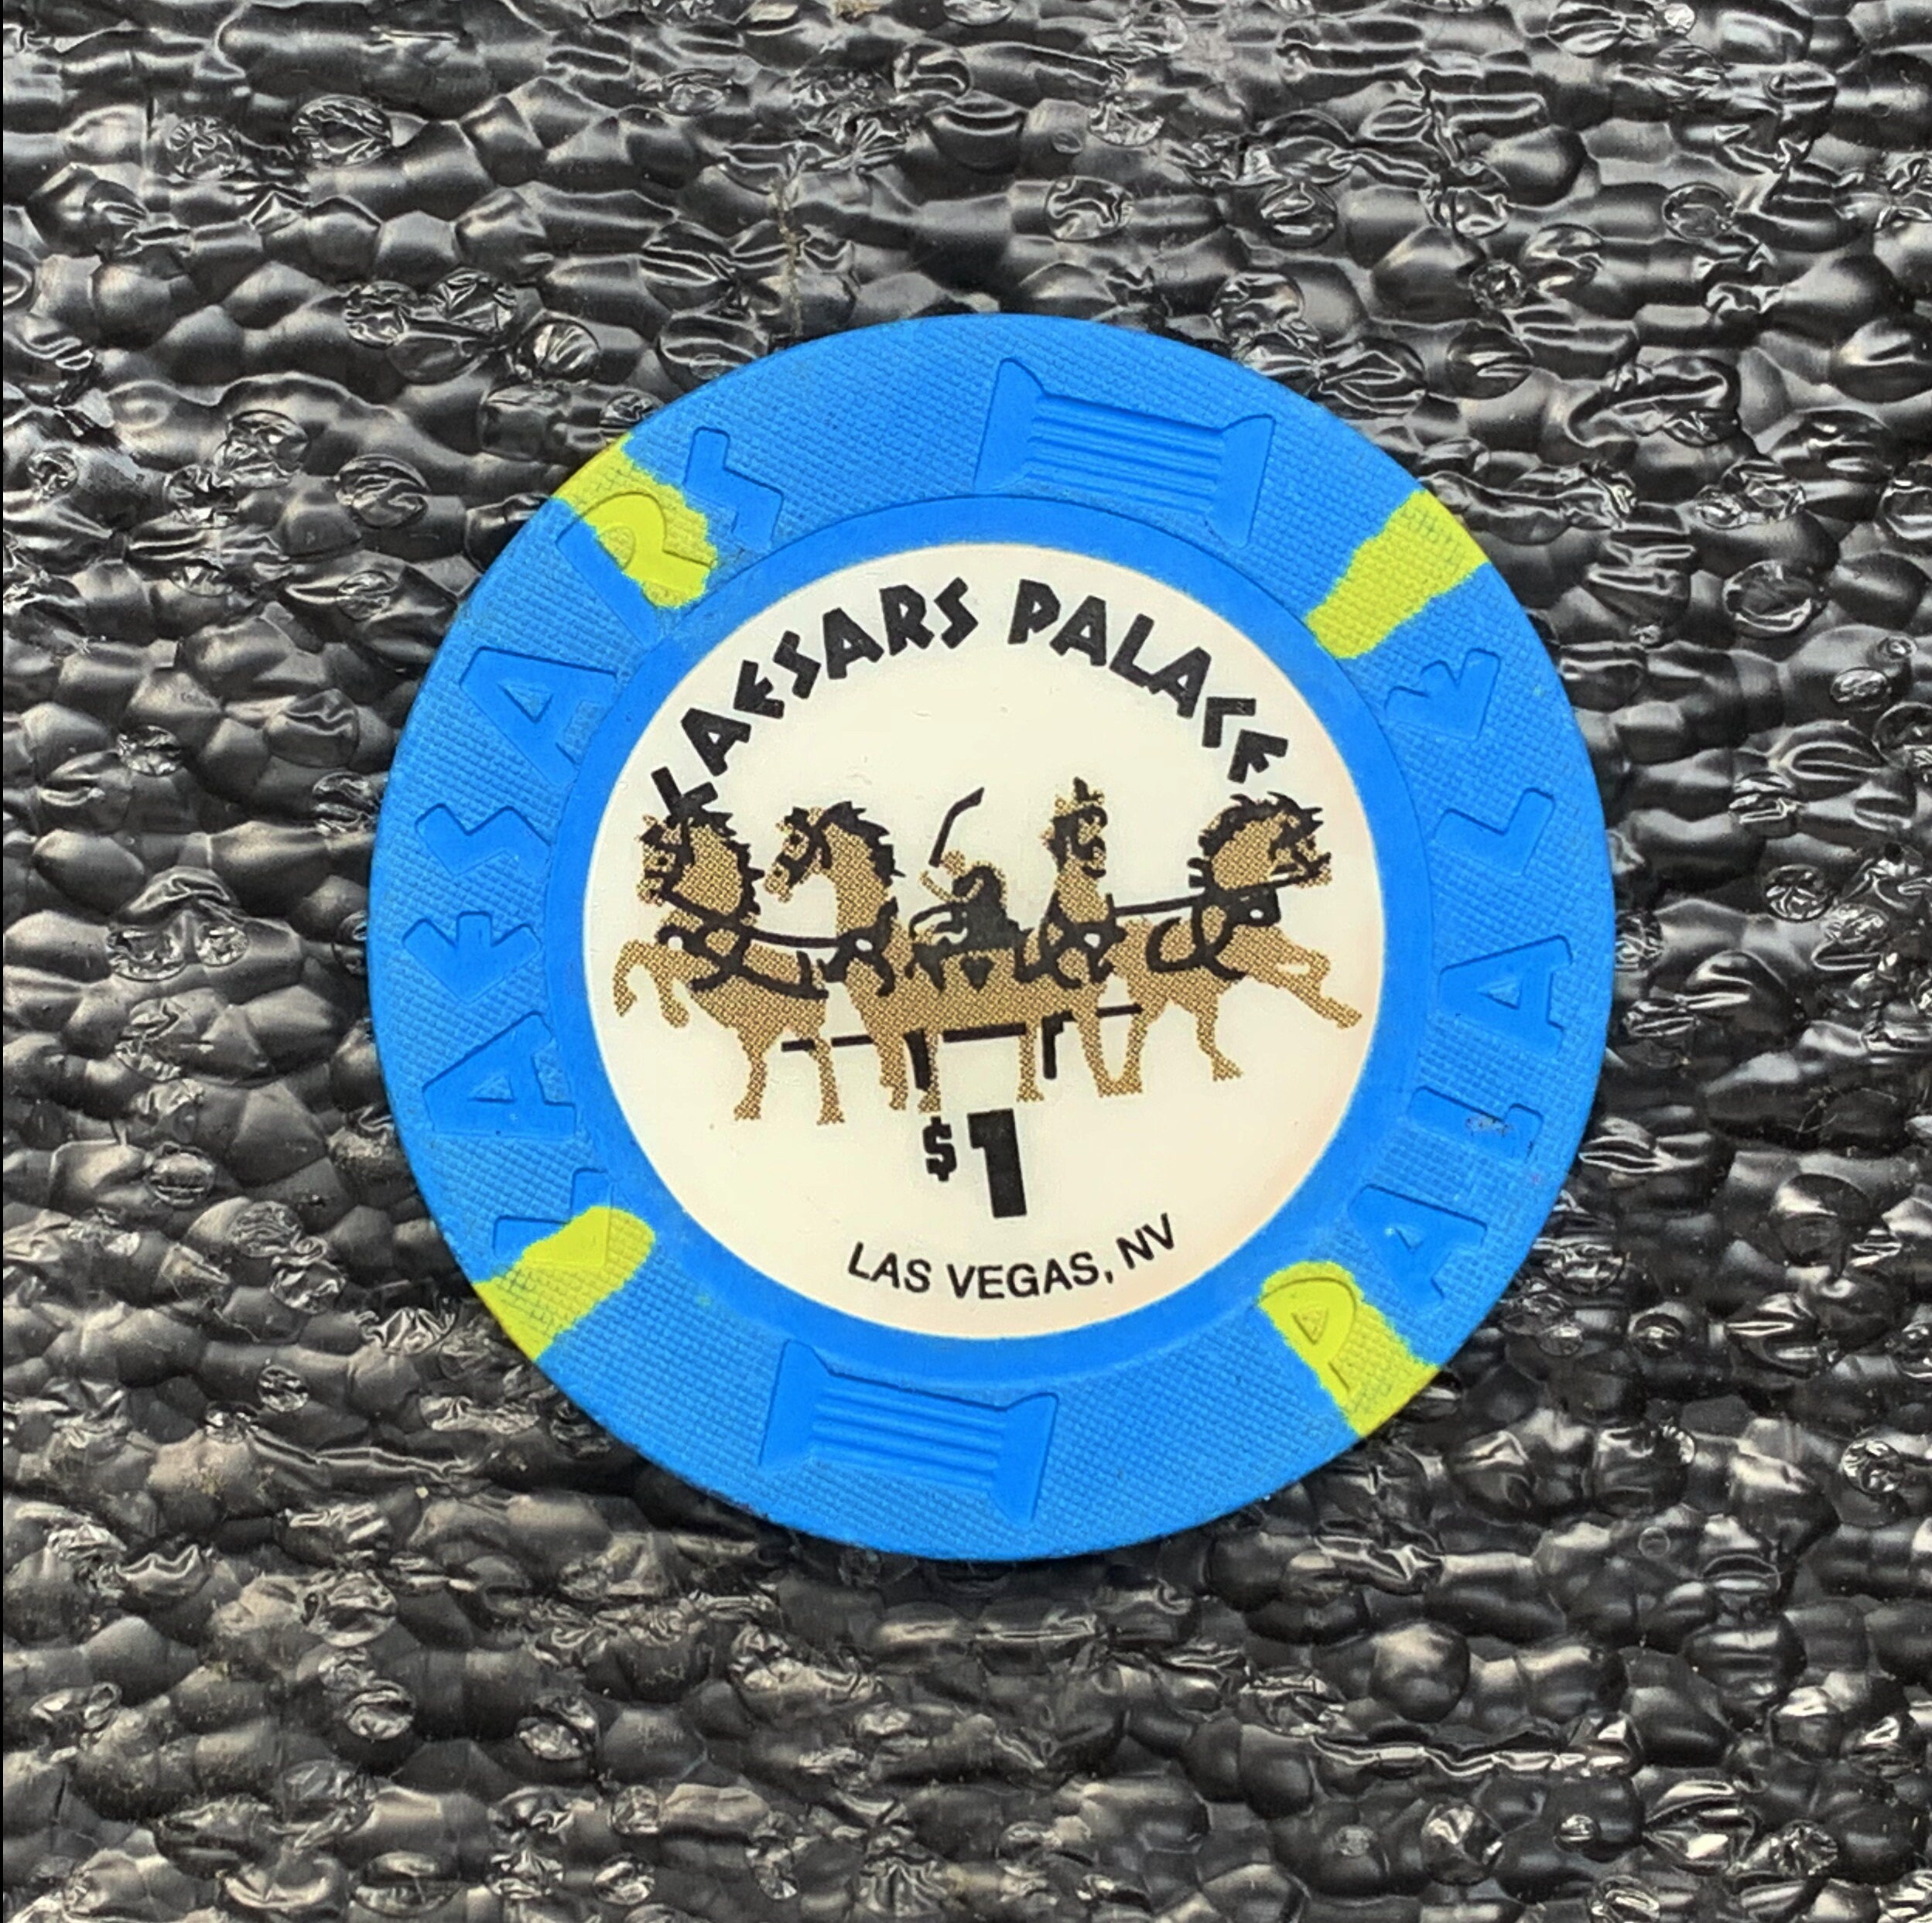 CAESARS PALACE
$1
LAS VEGAS, NV
CAESARS
PALACE